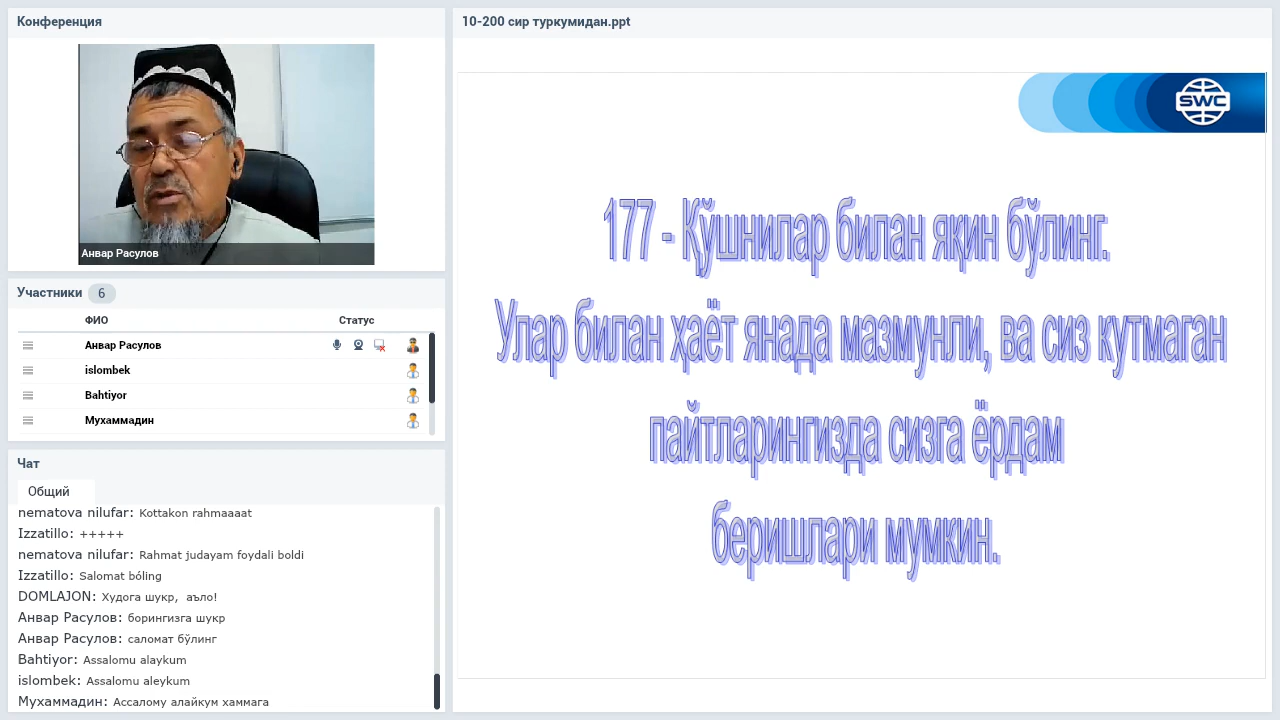 Конференция
Анвар Расулов
Участники 6
ФИО Статус
Анвар Расулов
islombek
Bahtiyor
Мухаммадин
Чат
Общий
nematova nilufar: Kottakon rahmaaaat
Izzatillo: +++++
nematova nilufar: Rahmat judayam foydali boldi
Izzatillo: Salomat bóling
DOMLAJON: Худога шукр, аъло!
Анвар Расулов: борингизга шукр
Анвар Расулов: саломат бўлинг
Bahtiyor: Assalomu alaykum
islombek: Assalomu aleykum
Мухаммадин: Ассалому алайкум хаммага
10-200 сир туркумидан.ppt
SWC
177 - Қўшнилар билан яқин бўлинг.
Улар билан ҳаёт янада мазмунли, ва сиз кутмаган
пайтларингизда сизга ёрдам
беришлари мумкин.